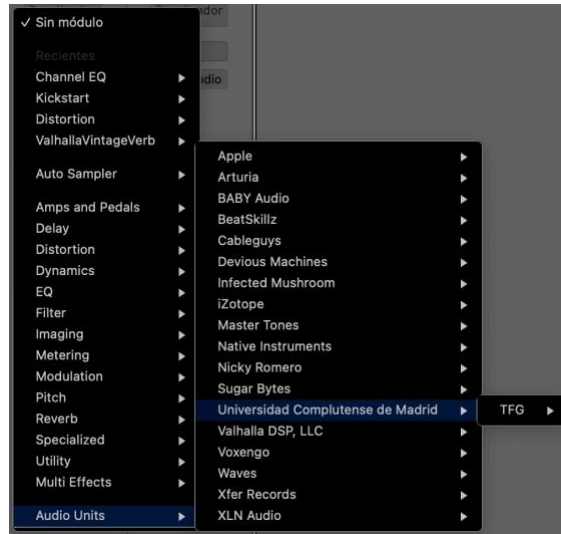 ✓ Sin módulo
Recientes
Channel EQ
Kickstart
Distortion
ValhallaVintageVerb
Auto Sampler
Amps and Pedals
Delay
Distortion
Dynamics
EQ
Filter
Imaging
Metering
Modulation
Pitch
Reverb
Specialized
Utility
Multi Effects
Audio Units
Apple
Arturia
BABY Audio
BeatSkillz
Cableguys
Devious Machines
Infected Mushroom
iZotope
Master Tones
Native Instruments
Nicky Romero
Sugar Bytes
Universidad Complutense de Madrid
Valhalla DSP, LLC
Voxengo
Waves
Xfer Records
XLN Audio
TFG